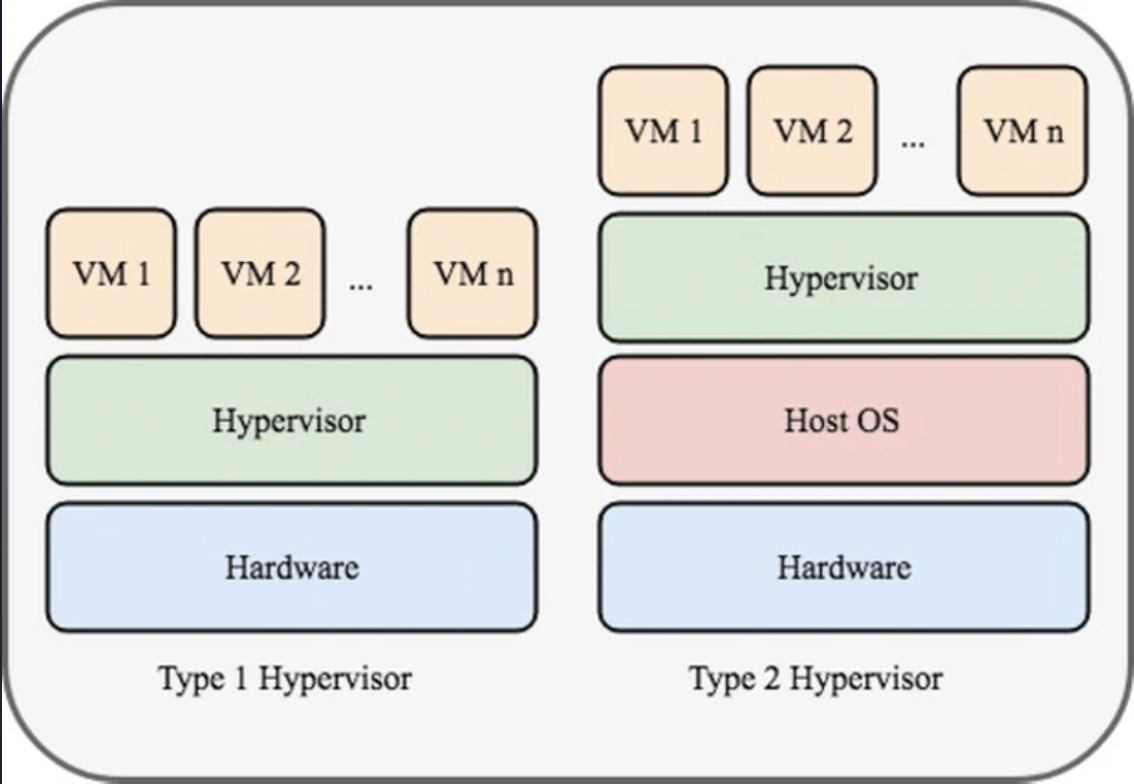 VM 1 VM 2 ... VM n
Hypervisor
Hardware
Type 1 Hypervisor
VM 1 VM 2 ... VM n
Hypervisor
Host OS
Hardware
Type 2 Hypervisor